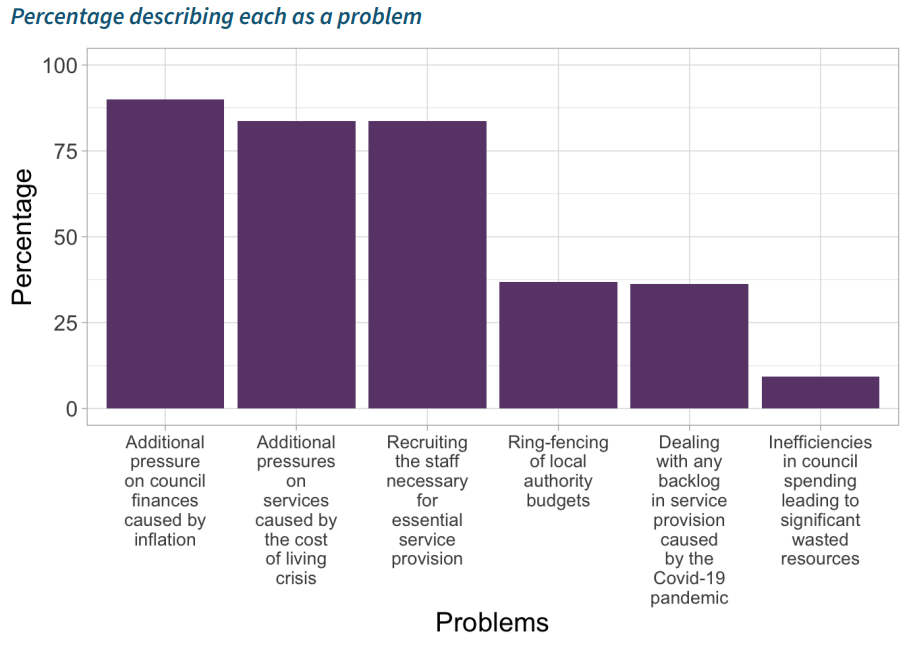 Percentage describing each as a problem
Percentage
100
75
50
25
0
Additional
pressure
on council
finances
caused by
inflation
Additional
pressures
on
services
caused by
the cost
of living
crisis
Recruiting
the staff
necessary
for
essential
service
provision
Ring-fencing
of local
authority
budgets
Dealing
with any
backlog
in service
provision
caused
by the
Covid-19
pandemic
Inefficiencies
in council
spending
leading to
significant
wasted
resources
Problems